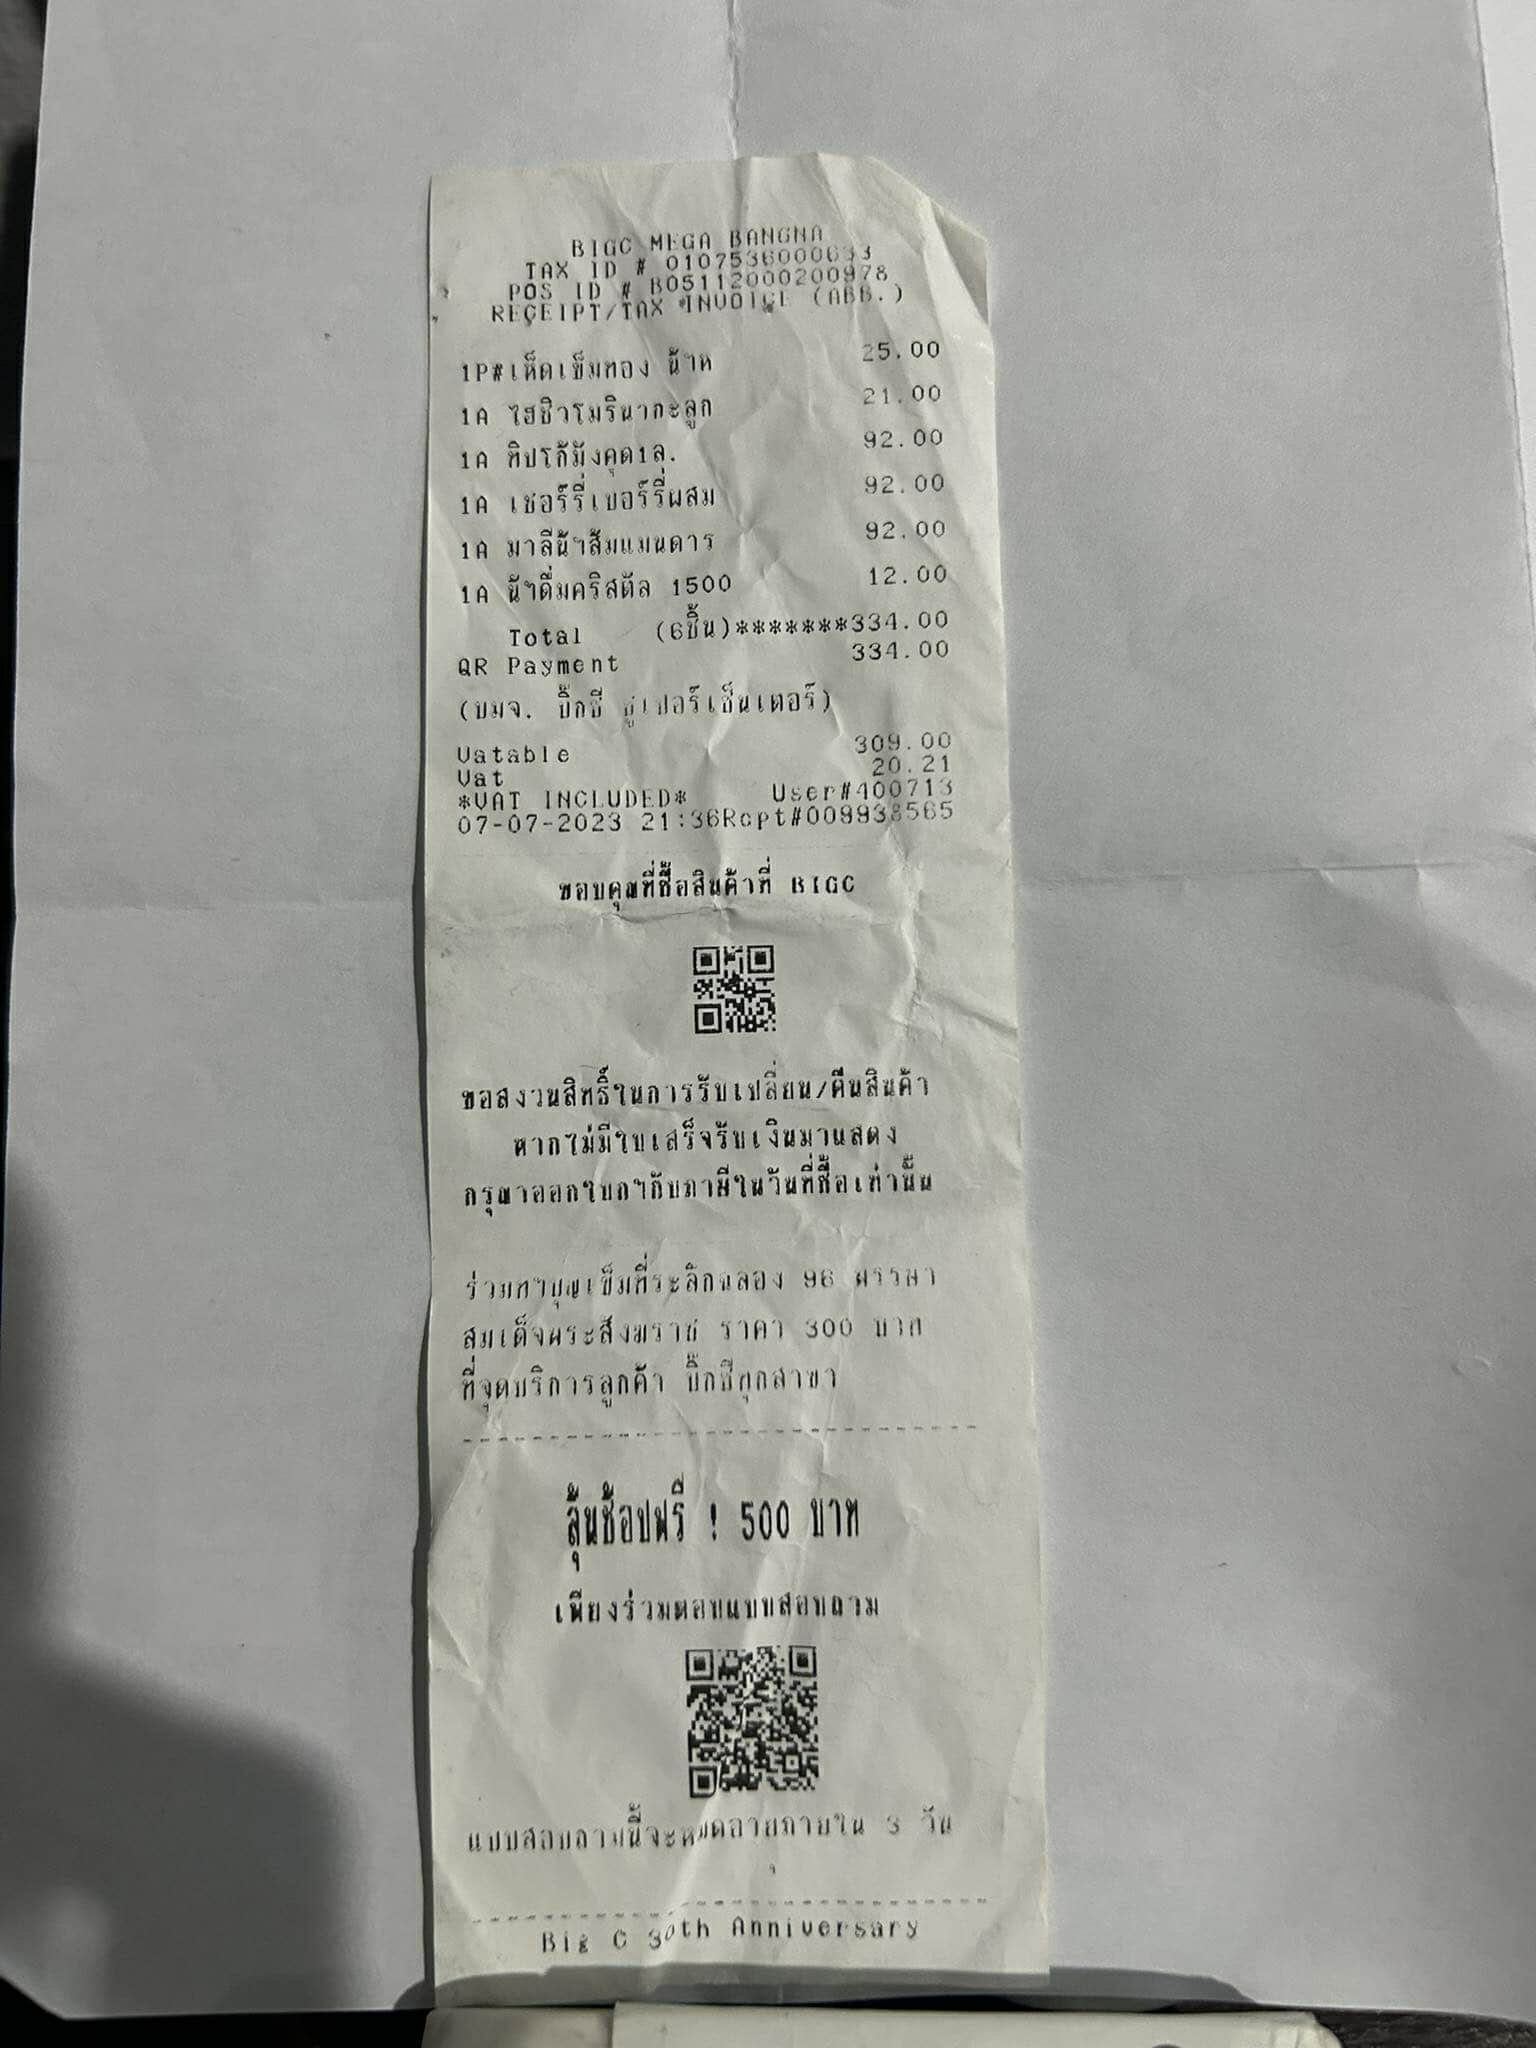 BIGC MEGA BANGNA
TAX ID # 0107536000633
POS ID # B05112000200978
RECEIPT/TAX INVOICE (ABB.)
1P#เห็ดเข็มทอง น้ำห 25.00
1A ไฮชิวโมรินากะลูก 21.00
1A ทิปโก้มังคุด1ล. 92.00
1A เชอร์รี่เบอร์รี่ผสม 92.00
1A มาลีน้ำส้มแมนดาร 92.00
1A น้ำดื่มคริสตัล 1500 12.00
Total (6ชิ้น)*******334.00
QR Payment 334.00
(บมจ. บิ๊กซี ซูเปอร์เซ็นเตอร์)
Vatable 309.00
Vat 20.21
*VAT INCLUDED* User#400713
07-07-2023 21:36Rcpt#009938565
ขอบคุณที่ซื้อสินค้าที่ BIGC
ขอสงวนสิทธิ์ในการรับเปลี่ยน/คืนสินค้า
หากไม่มีใบเสร็จรับเงินมาแสดง
กรุณาออกใบกำกับภาษีในวันที่ซื้อเท่านั้น
ร่วมทำบุญเข็มที่ระลึกฉลอง 96 พรรษา
สมเด็จพระสังฆราช ราคา 300 บาท
ที่จุดบริการลูกค้า บิ๊กซีทุกสาขา
ลุ้นช้อปฟรี ! 500 บาท
เพียงร่วมตอบแบบสอบถาม
แบบสอบถามนี้จะหมดอายุภายใน 3 วัน
Big C 30th Anniversary